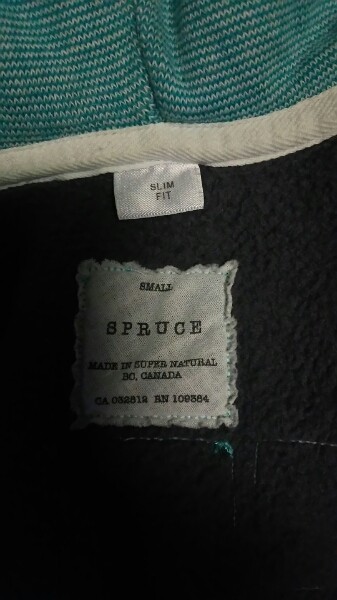 SLIM
FIT
SMALL
SPRUCE
MADE IN SUPER NATURAL
BC, CANADA
CA 032812 RN 109384